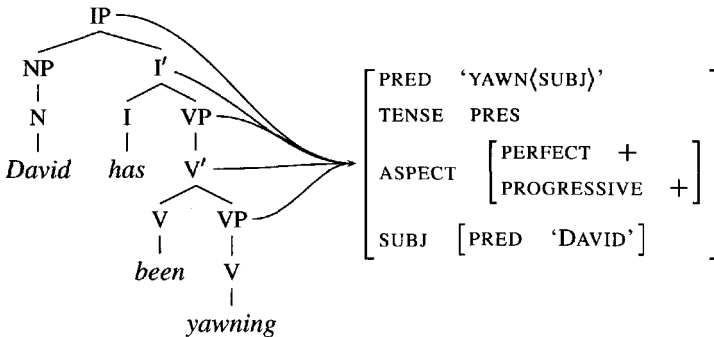 IP
NP I′
N I VP
David has V′
V VP
been V
yawning
PRED ‘YAWN⟨SUBJ⟩’
TENSE PRES
ASPECT [PERFECT +
PROGRESSIVE +]
SUBJ [PRED ‘DAVID’]